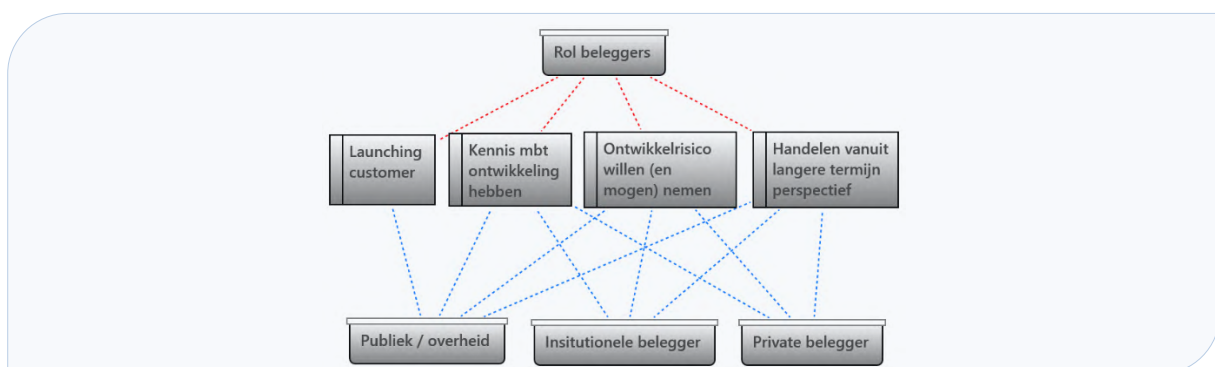 Rol beleggers
Launching
customer
Kennis mbt
ontwikkeling
hebben
Ontwikkelrisico
willen (en
mogen) nemen
Handelen vanuit
langere termijn
perspectief
Publiek / overheid
Insitutionele belegger
Private belegger